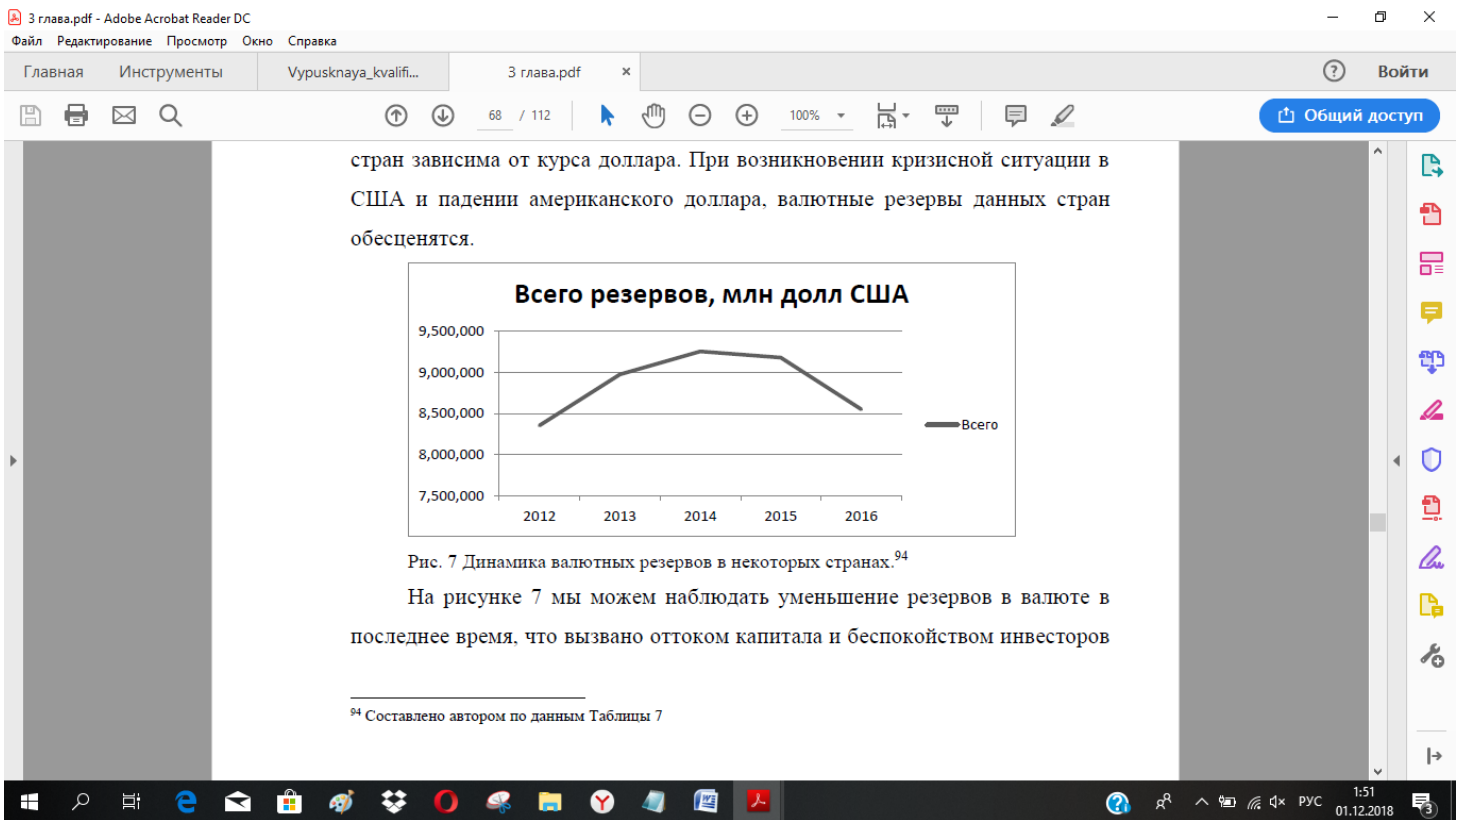 3 глава.pdf - Adobe Acrobat Reader DC
Файл Редактирование Просмотр Окно Справка
Главная Инструменты Vypusknaya_kvalifi... 3 глава.pdf × ? Войти
68 / 112 100% Общий доступ
стран зависима от курса доллара. При возникновении кризисной ситуации в
США и падении американского доллара, валютные резервы данных стран
обесценятся.
Всего резервов, млн долл США
9,500,000
9,000,000
8,500,000
8,000,000
7,500,000
2012 2013 2014 2015 2016
Всего
Рис. 7 Динамика валютных резервов в некоторых странах.94
На рисунке 7 мы можем наблюдать уменьшение резервов в валюте в
последнее время, что вызвано оттоком капитала и беспокойством инвесторов
94 Составлено автором по данным Таблицы 7
РУС
1:51
01.12.2018
3